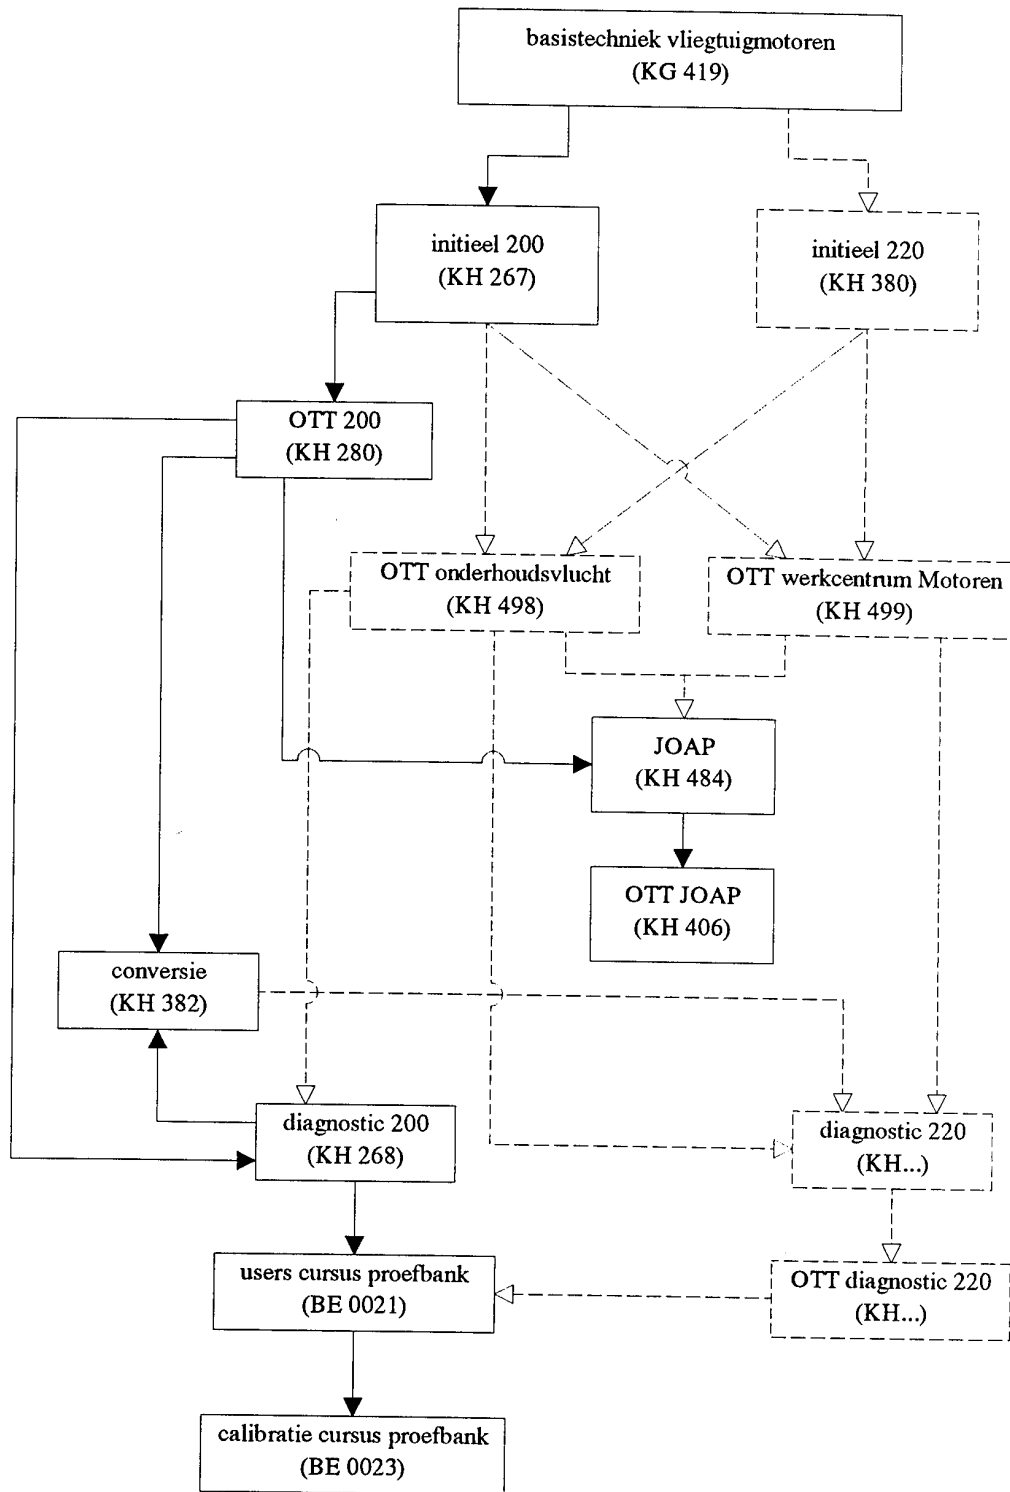 basistechniek vliegtuigmotoren
(KG 419)
initieel 200
(KH 267)
initieel 220
(KH 380)
OTT 200
(KH 280)
OTT onderhoudsvlucht
(KH 498)
OTT werkcentrum Motoren
(KH 499)
JOAP
(KH 484)
OTT JOAP
(KH 406)
conversie
(KH 382)
diagnostic 200
(KH 268)
diagnostic 220
(KH...)
users cursus proefbank
(BE 0021)
OTT diagnostic 220
(KH...)
calibratie cursus proefbank
(BE 0023)